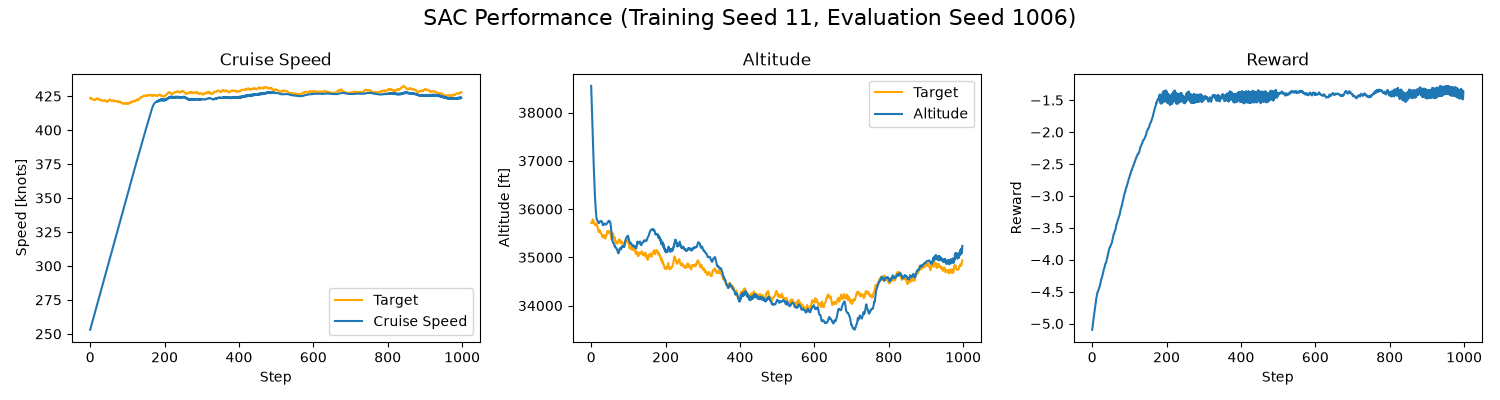 SAC Performance (Training Seed 11, Evaluation Seed 1006)
Cruise Speed
Speed [knots]
425
400
375
350
325
300
275
250
Target
Cruise Speed
0 200 400 600 800 1000
Step
Altitude
Altitude [ft]
38000
37000
36000
35000
34000
Target
Altitude
0 200 400 600 800 1000
Step
Reward
Reward
−1.5
−2.0
−2.5
−3.0
−3.5
−4.0
−4.5
−5.0
0 200 400 600 800 1000
Step